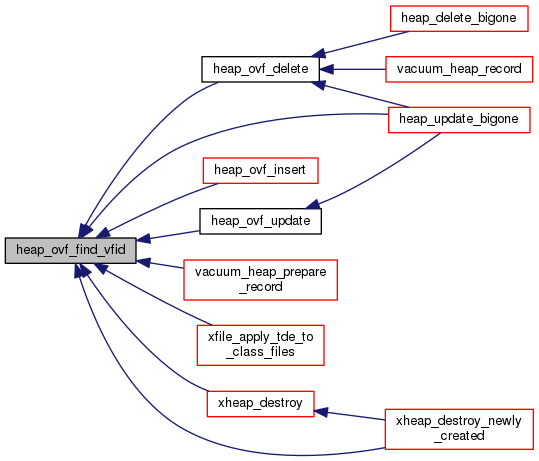 heap_delete_bigone
heap_ovf_delete
vacuum_heap_record
heap_update_bigone
heap_ovf_insert
heap_ovf_update
heap_ovf_find_vfid
vacuum_heap_prepare
_record
xfile_apply_tde_to
_class_files
xheap_destroy
xheap_destroy_newly
_created